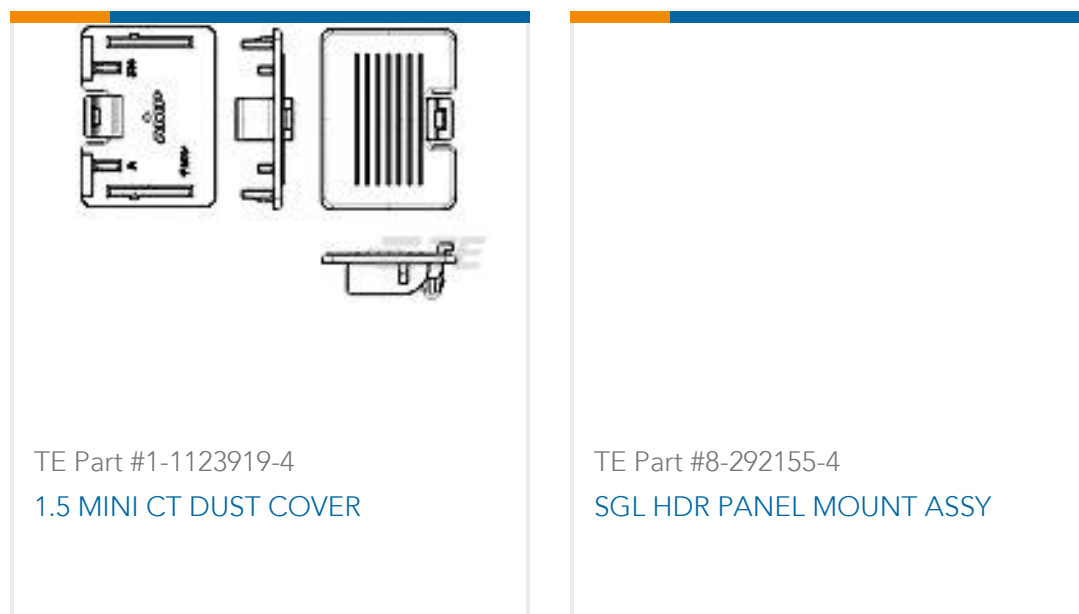 TE
TE Part #1-1123919-4
1.5 MINI CT DUST COVER
TE Part #8-292155-4
SGL HDR PANEL MOUNT ASSY